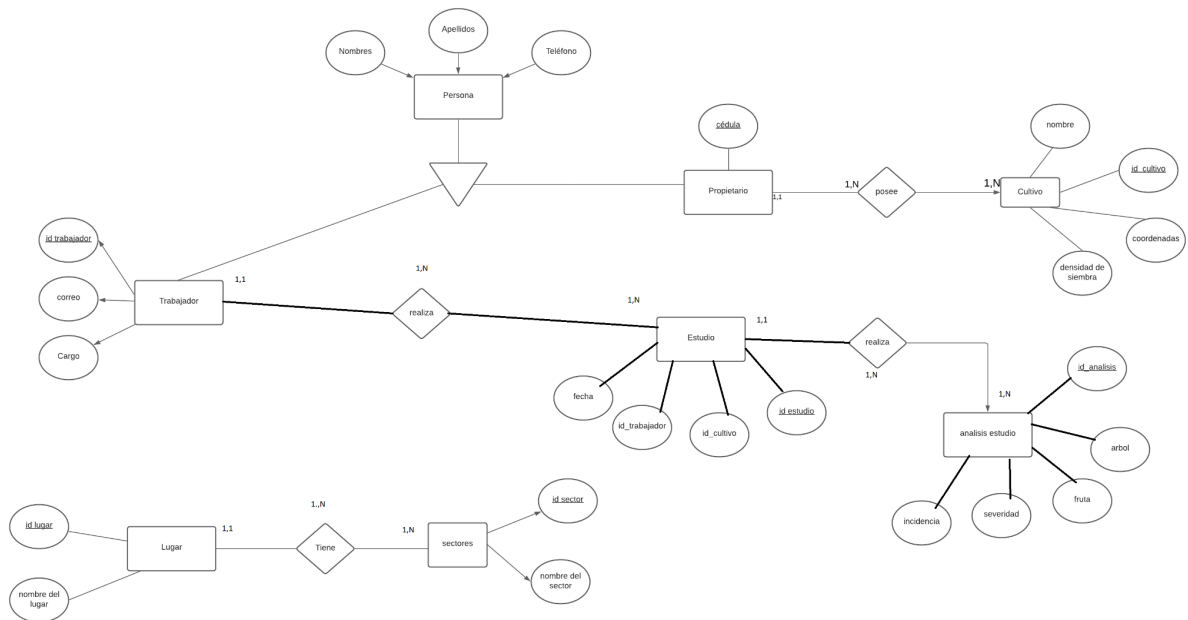 Apellidos
Nombres
Teléfono
Persona
cédula
nombre
id_cultivo
Propietario
1,1
1,N
posee
1,N
Cultivo
coordenadas
densidad de
siembra
id trabajador
correo
Cargo
Trabajador
1,1
1,N
realiza
1,N
Estudio
1,1
realiza
1,N
1,N
fecha
id_trabajador
id_cultivo
id estudio
id_analisis
analisis estudio
arbol
fruta
severidad
incidencia
id lugar
nombre del
lugar
Lugar
1,1
1.,N
Tiene
1,N
sectores
id sector
nombre del
sector